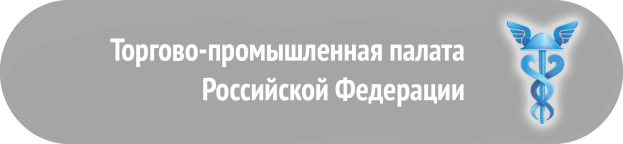 Торгово-промышленная палата
Российской Федерации